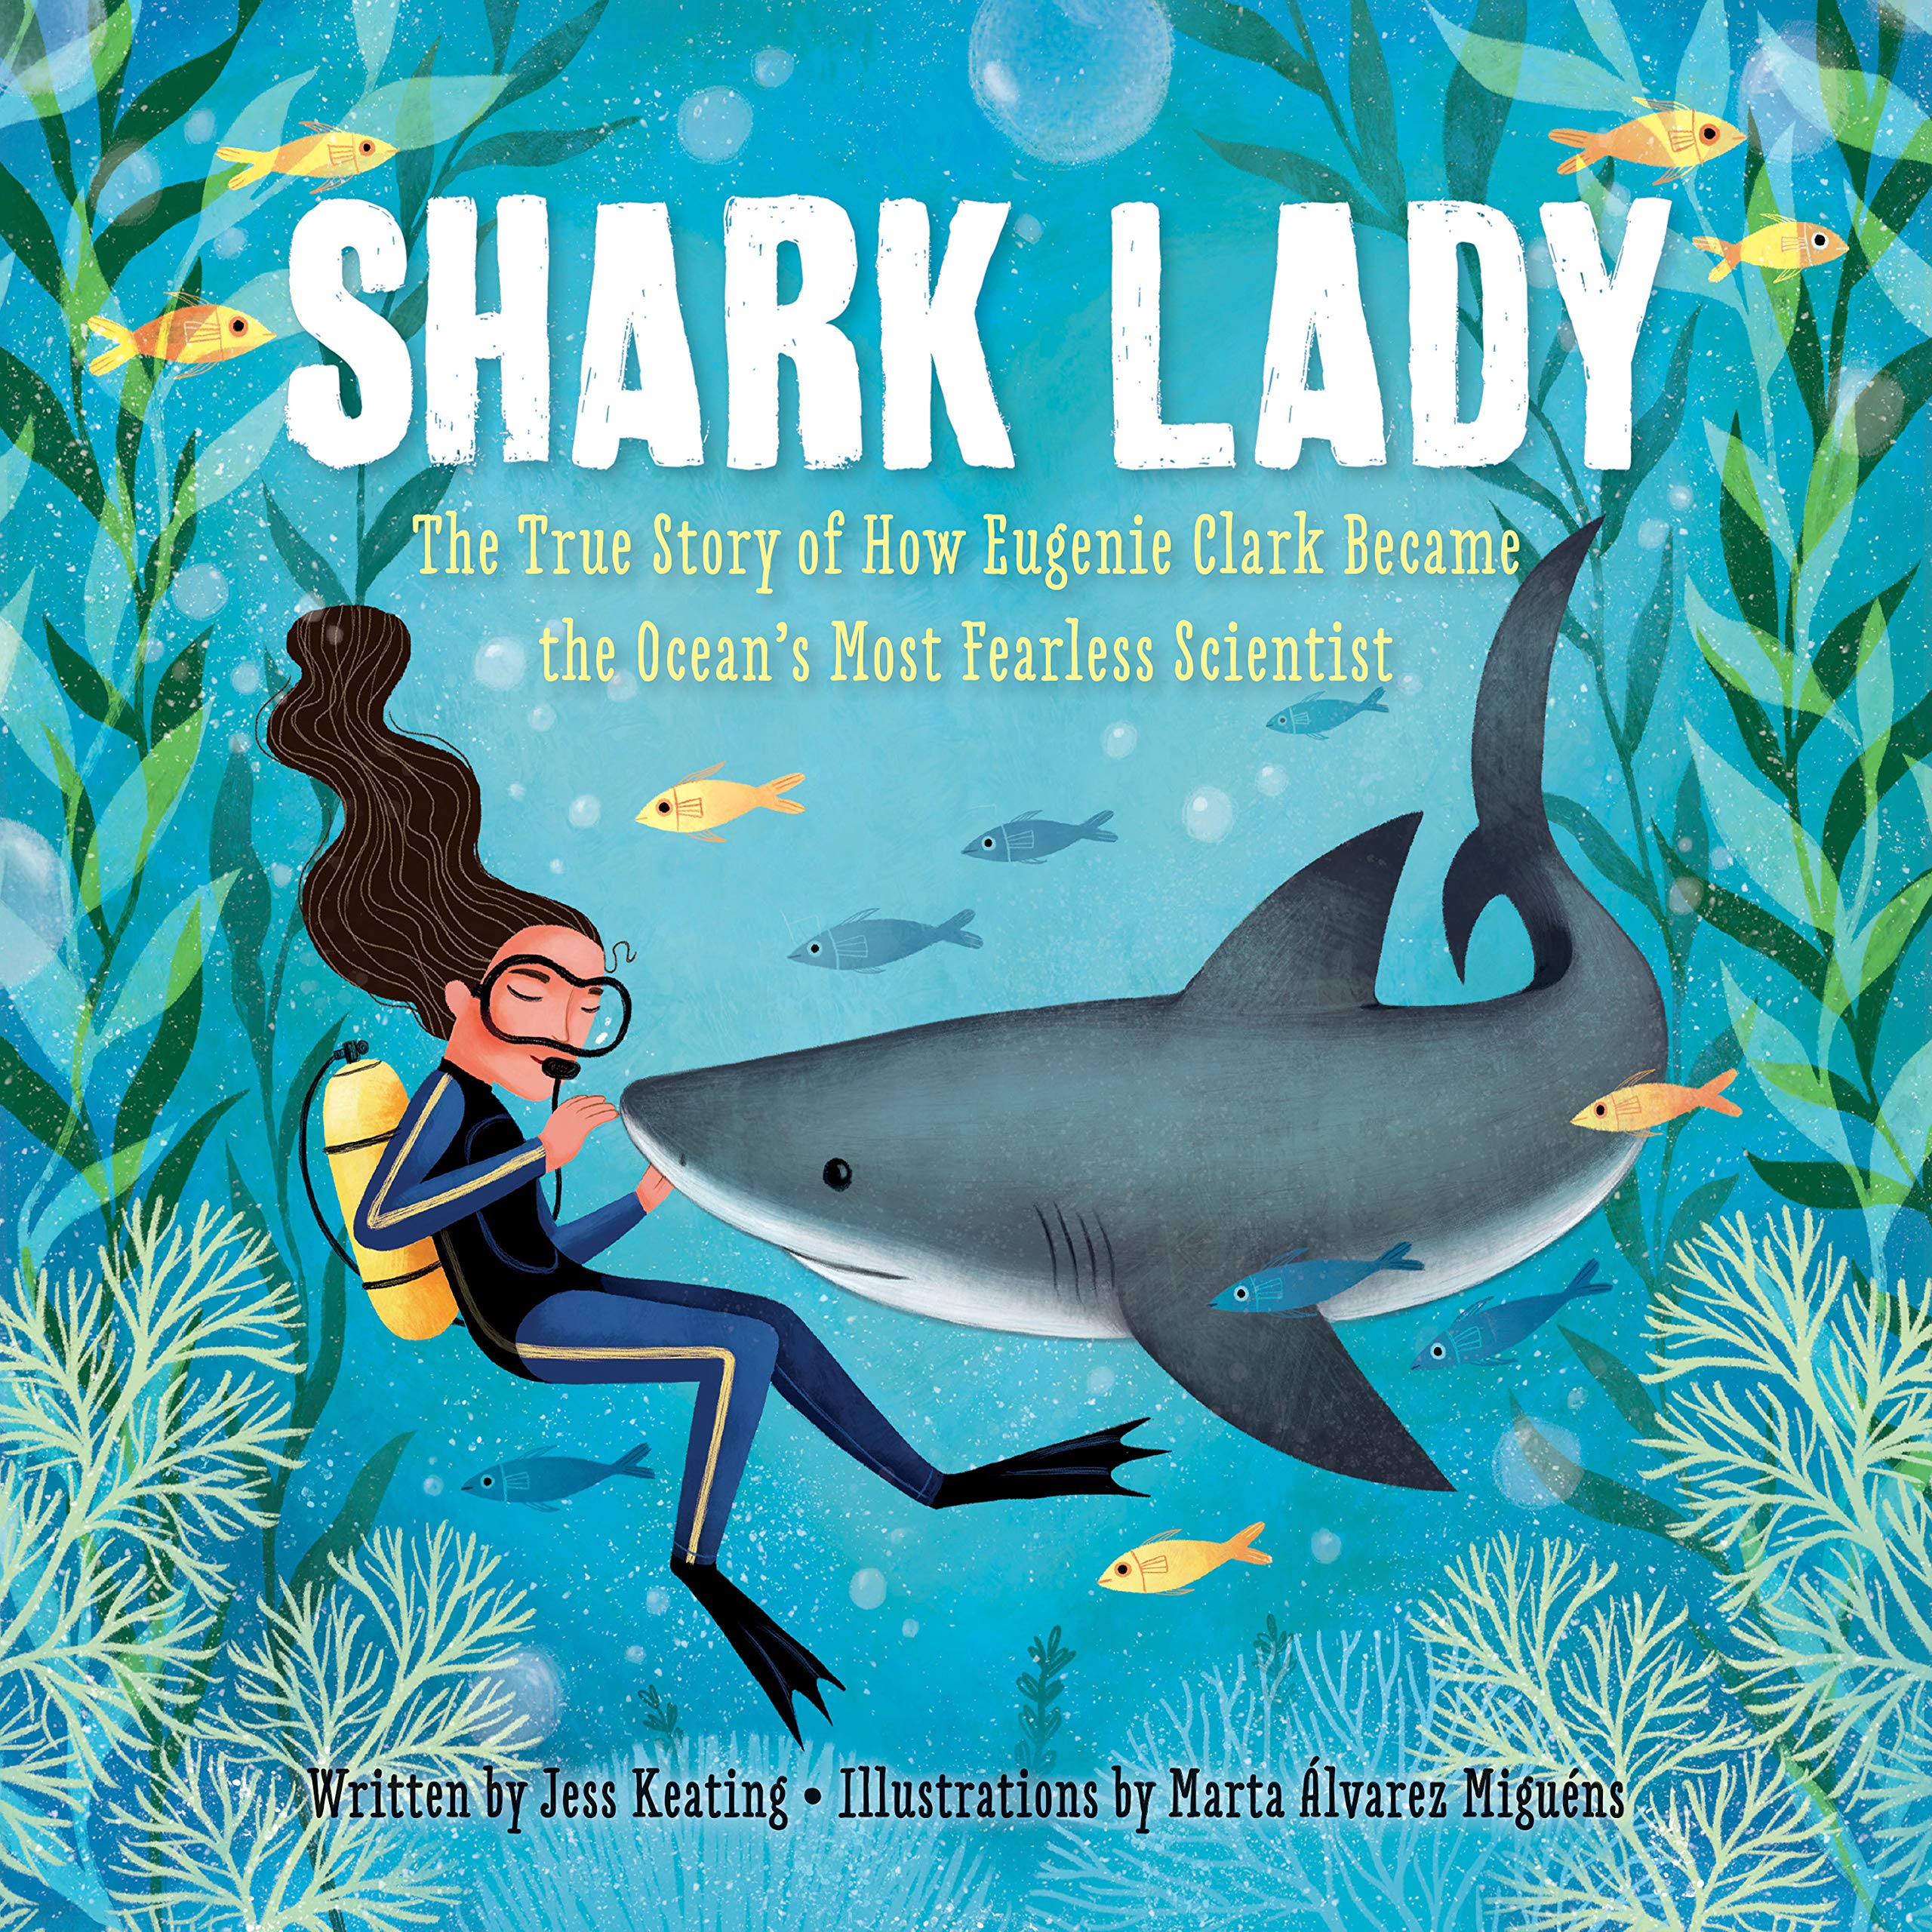 SHARK LADY
The True Story of How Eugenie Clark Became
the Ocean's Most Fearless Scientist
Written by Jess Keating • Illustrations by Marta Álvarez Miguéns